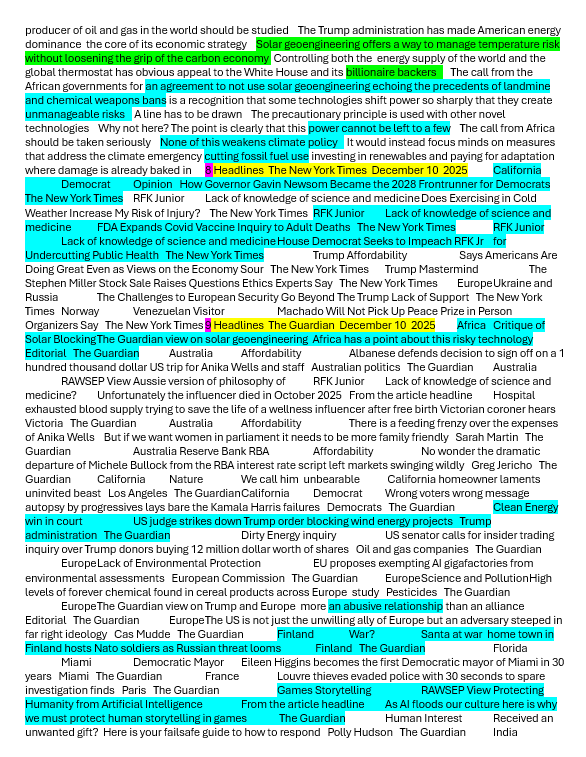 producer of oil and gas in the world should be studied The Trump administration has made American energy
dominance the core of its economic strategy Solar geoengineering offers a way to manage temperature risk
without loosening the grip of the carbon economy Controlling both the energy supply of the world and the
global thermostat has obvious appeal to the White House and its billionaire backers The call from the
African governments for an agreement to not use solar geoengineering echoing the precedents of landmine
and chemical weapons bans is a recognition that some technologies shift power so sharply that they create
unmanageable risks A line has to be drawn The precautionary principle is used with other novel
technologies Why not here? The point is clearly that this power cannot be left to a few The call from Africa
should be taken seriously None of this weakens climate policy It would instead focus minds on measures
that address the climate emergency cutting fossil fuel use investing in renewables and paying for adaptation
where damage is already baked in 8 Headlines The New York Times December 10 2025 California
Democrat Opinion How Governor Gavin Newsom Became the 2028 Frontrunner for Democrats
The New York Times RFK Junior Lack of knowledge of science and medicine Does Exercising in Cold
Weather Increase My Risk of Injury? The New York Times RFK Junior Lack of knowledge of science and
medicine FDA Expands Covid Vaccine Inquiry to Adult Deaths The New York Times RFK Junior
Lack of knowledge of science and medicine House Democrat Seeks to Impeach RFK Jr for
Undercutting Public Health The New York Times Trump Affordability Says Americans Are
Doing Great Even as Views on the Economy Sour The New York Times Trump Mastermind The
Stephen Miller Stock Sale Raises Questions Ethics Experts Say The New York Times Europe Ukraine and
Russia The Challenges to European Security Go Beyond The Trump Lack of Support The New York
Times Norway Venezuelan Visitor Machado Will Not Pick Up Peace Prize in Person
Organizers Say The New York Times 9 Headlines The Guardian December 10 2025 Africa Critique of
Solar Blocking The Guardian view on solar geoengineering Africa has a point about this risky technology
Editorial The Guardian Australia Affordability Albanese defends decision to sign off on a 1
hundred thousand dollar US trip for Anika Wells and staff Australian politics The Guardian Australia
RAWSEP View Aussie version of philosophy of RFK Junior Lack of knowledge of science and
medicine? Unfortunately the influencer died in October 2025 From the article headline Hospital
exhausted blood supply trying to save the life of a wellness influencer after free birth Victorian coroner hears
Victoria The Guardian Australia Affordability There is a feeding frenzy over the expenses
of Anika Wells But if we want women in parliament it needs to be more family friendly Sarah Martin The
Guardian Australia Reserve Bank RBA Affordability No wonder the dramatic
departure of Michele Bullock from the RBA interest rate script left markets swinging wildly Greg Jericho The
Guardian California Nature We call him unbearable California homeowner laments
uninvited beast Los Angeles The Guardian California Democrat Wrong voters wrong message
autopsy by progressives lays bare the Kamala Harris failures Democrats The Guardian Clean Energy
win in court US judge strikes down Trump order blocking wind energy projects Trump
administration The Guardian Dirty Energy inquiry US senator calls for insider trading
inquiry over Trump donors buying 12 million dollar worth of shares Oil and gas companies The Guardian
Europe Lack of Environmental Protection EU proposes exempting AI gigafactories from
environmental assessments European Commission The Guardian Europe Science and Pollution High
levels of forever chemical found in cereal products across Europe study Pesticides The Guardian
Europe The Guardian view on Trump and Europe more an abusive relationship than an alliance
Editorial The Guardian Europe The US is not just the unwilling ally of Europe but an adversary steeped in
far right ideology Cas Mudde The Guardian Finland War? Santa at war home town in
Finland hosts Nato soldiers as Russian threat looms Finland The Guardian Florida
Miami Democratic Mayor Eileen Higgins becomes the first Democratic mayor of Miami in 30
years Miami The Guardian France Louvre thieves evaded police with 30 seconds to spare
investigation finds Paris The Guardian Games Storytelling RAWSEP View Protecting
Humanity from Artificial Intelligence From the article headline As AI floods our culture here is why
we must protect human storytelling in games The Guardian Human Interest Received an
unwanted gift? Here is your failsafe guide to how to respond Polly Hudson The Guardian India